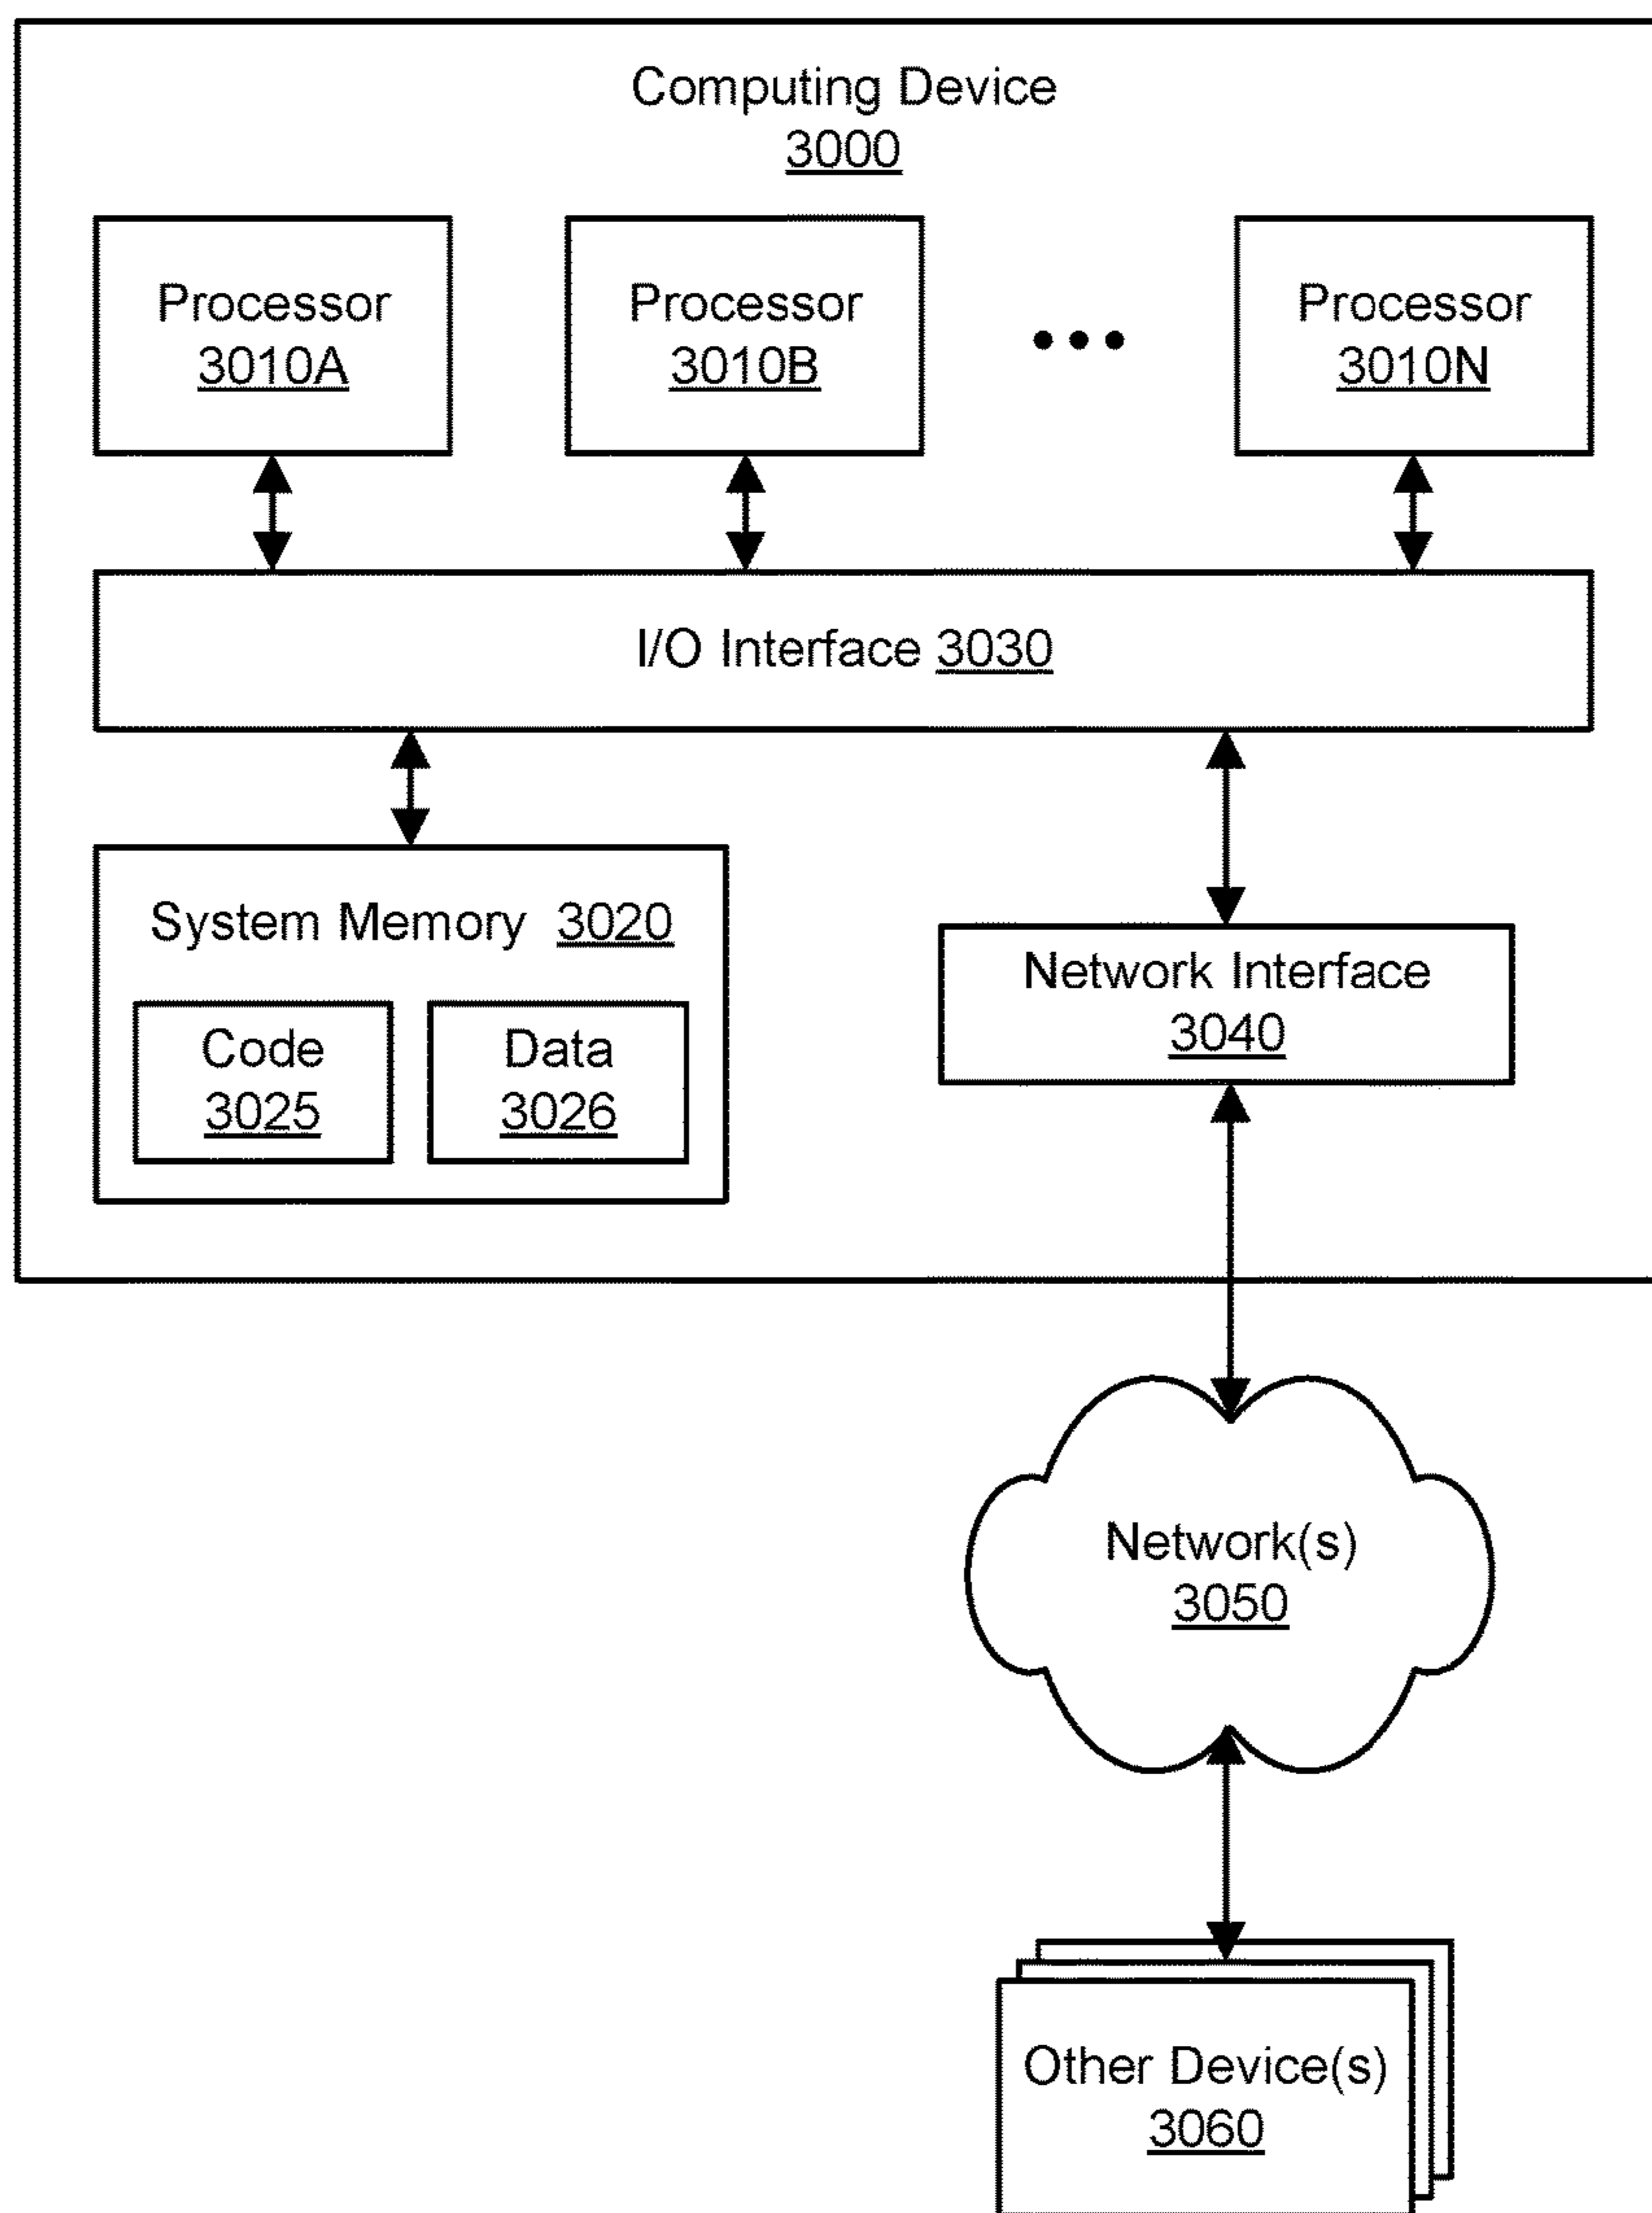 Computing Device
3000
Processor
3010A
Processor
3010B
Processor
3010N
I/O Interface 3030
System Memory 3020
Code
3025
Data
3026
Network Interface
3040
Network(s)
3050
Other Device(s)
3060